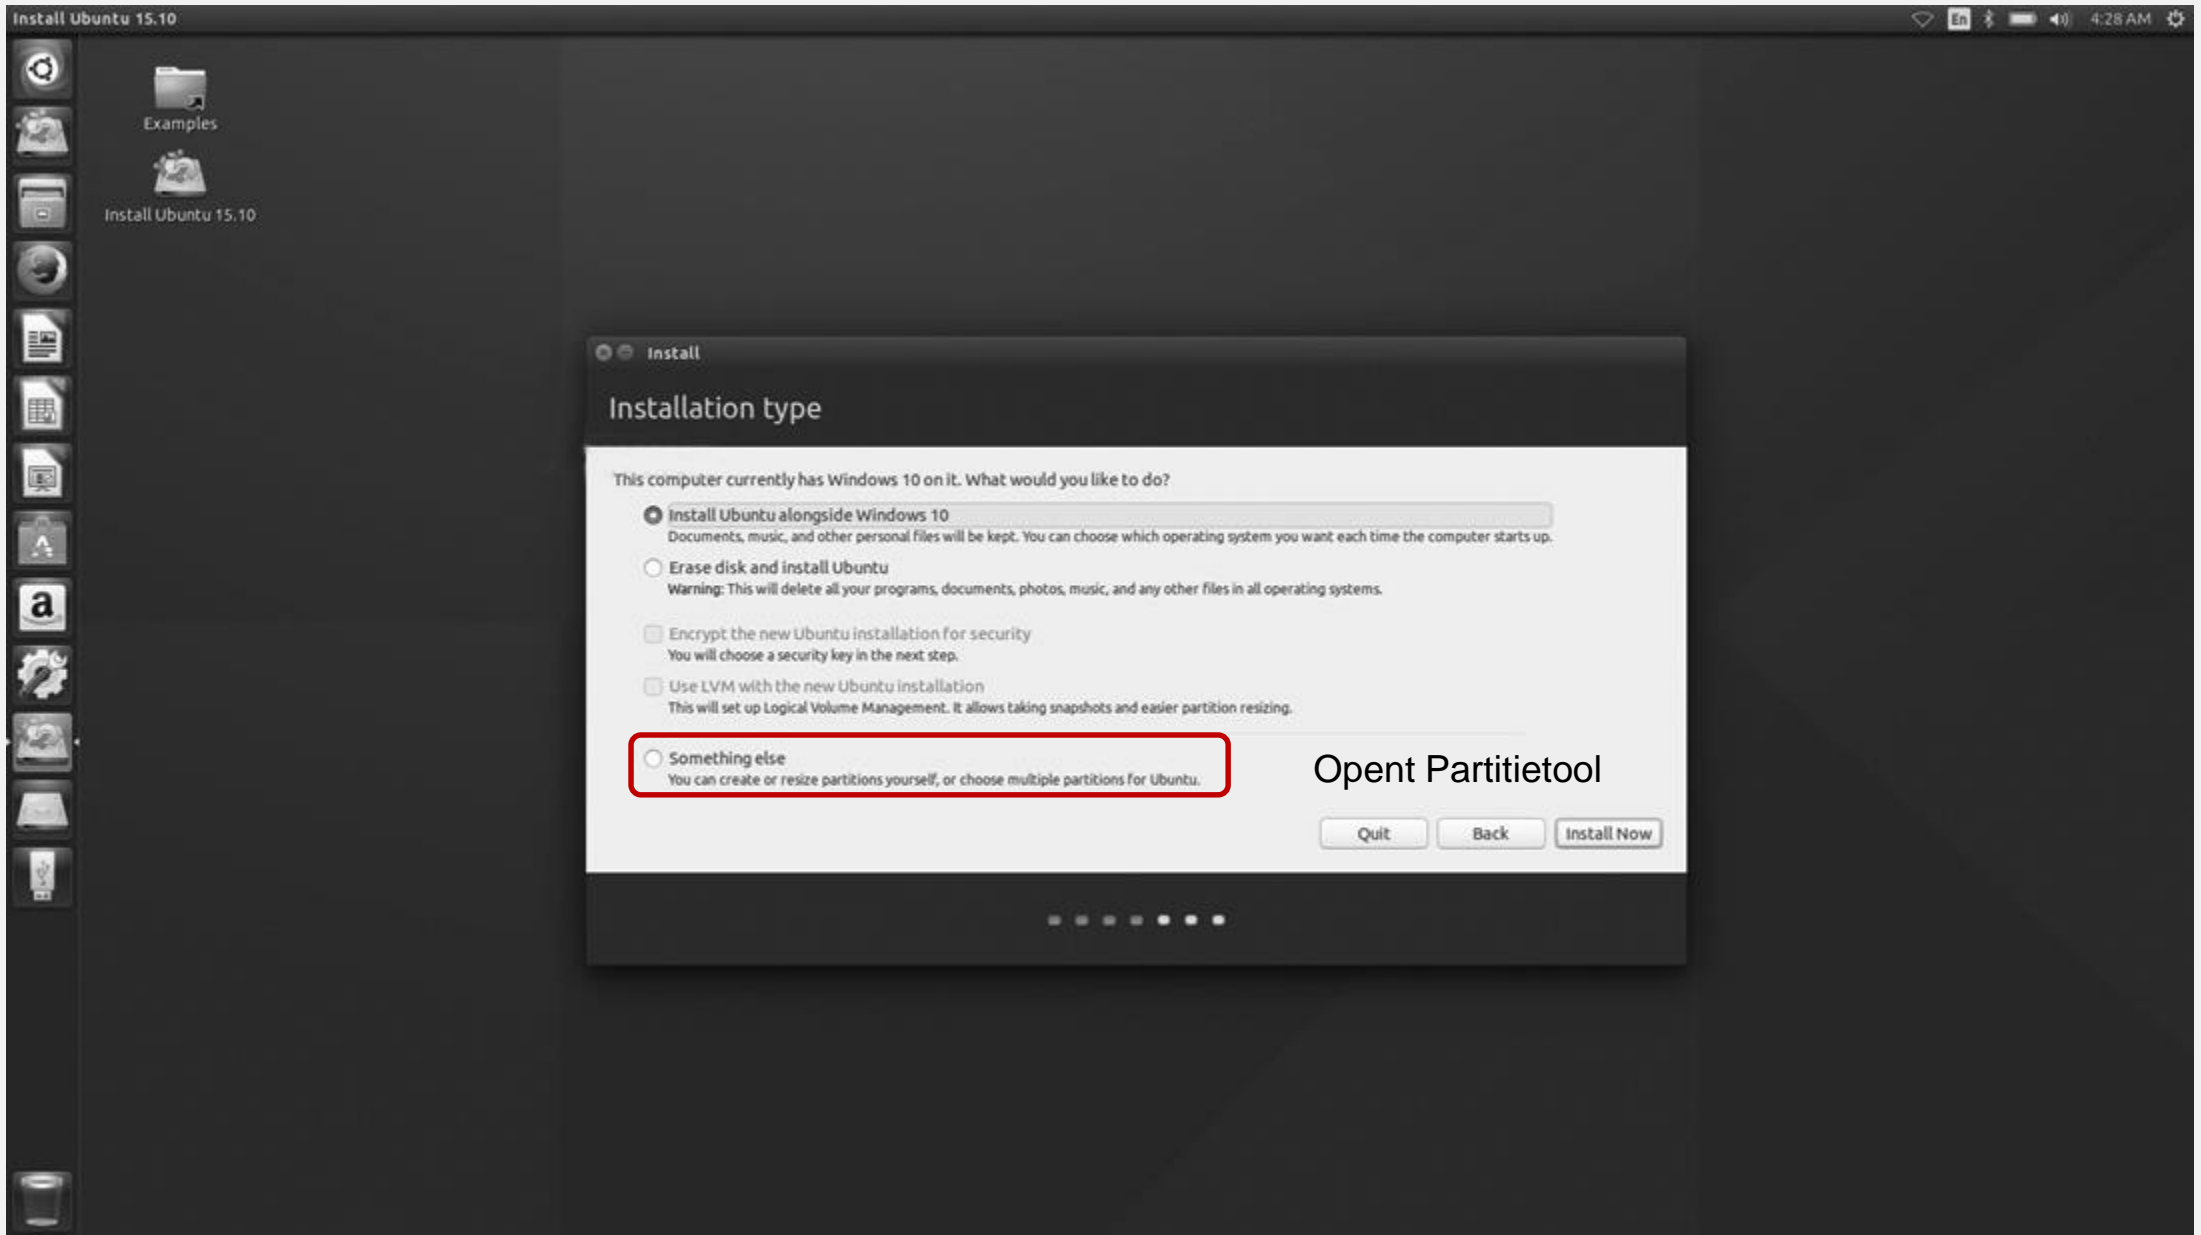 Install Ubuntu 15.10
En
4:28 AM
Examples
Install Ubuntu 15.10
a
Install
Installation type
This computer currently has Windows 10 on it. What would you like to do?
Install Ubuntu alongside Windows 10
Documents, music, and other personal files will be kept. You can choose which operating system you want each time the computer starts up.
Erase disk and install Ubuntu
Warning: This will delete all your programs, documents, photos, music, and any other files in all operating systems.
Encrypt the new Ubuntu installation for security
You will choose a security key in the next step.
Use LVM with the new Ubuntu installation
This will set up Logical Volume Management. It allows taking snapshots and easier partition resizing.
Something else
You can create or resize partitions yourself, or choose multiple partitions for Ubuntu.
Opent Partitietool
Quit
Back
Install Now